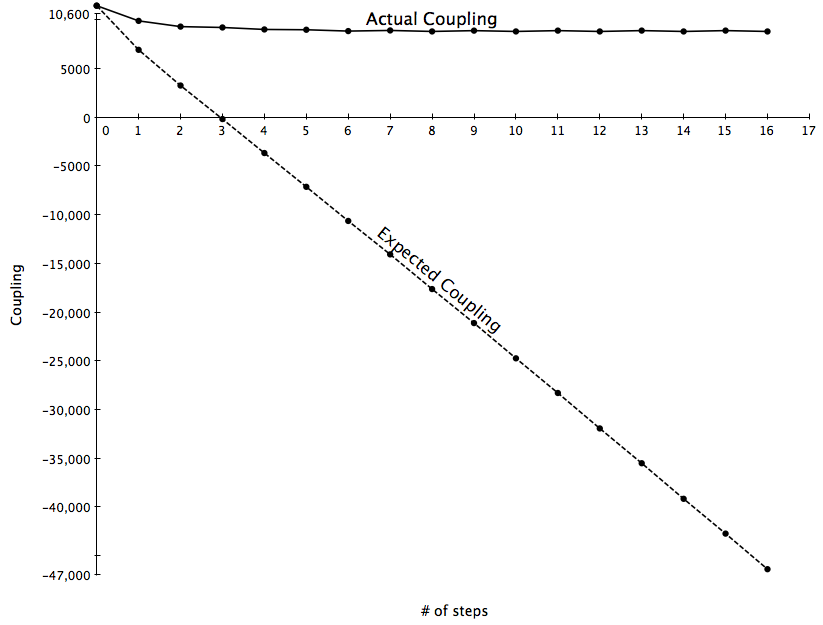 Actual Coupling
10,600
5000
0
0 1 2 3 4 5 6 7 8 9 10 11 12 13 14 15 16 17
−5000
−10,000
Expected Coupling
−15,000
−20,000
−25,000
−30,000
−35,000
−40,000
−47,000
Coupling
# of steps